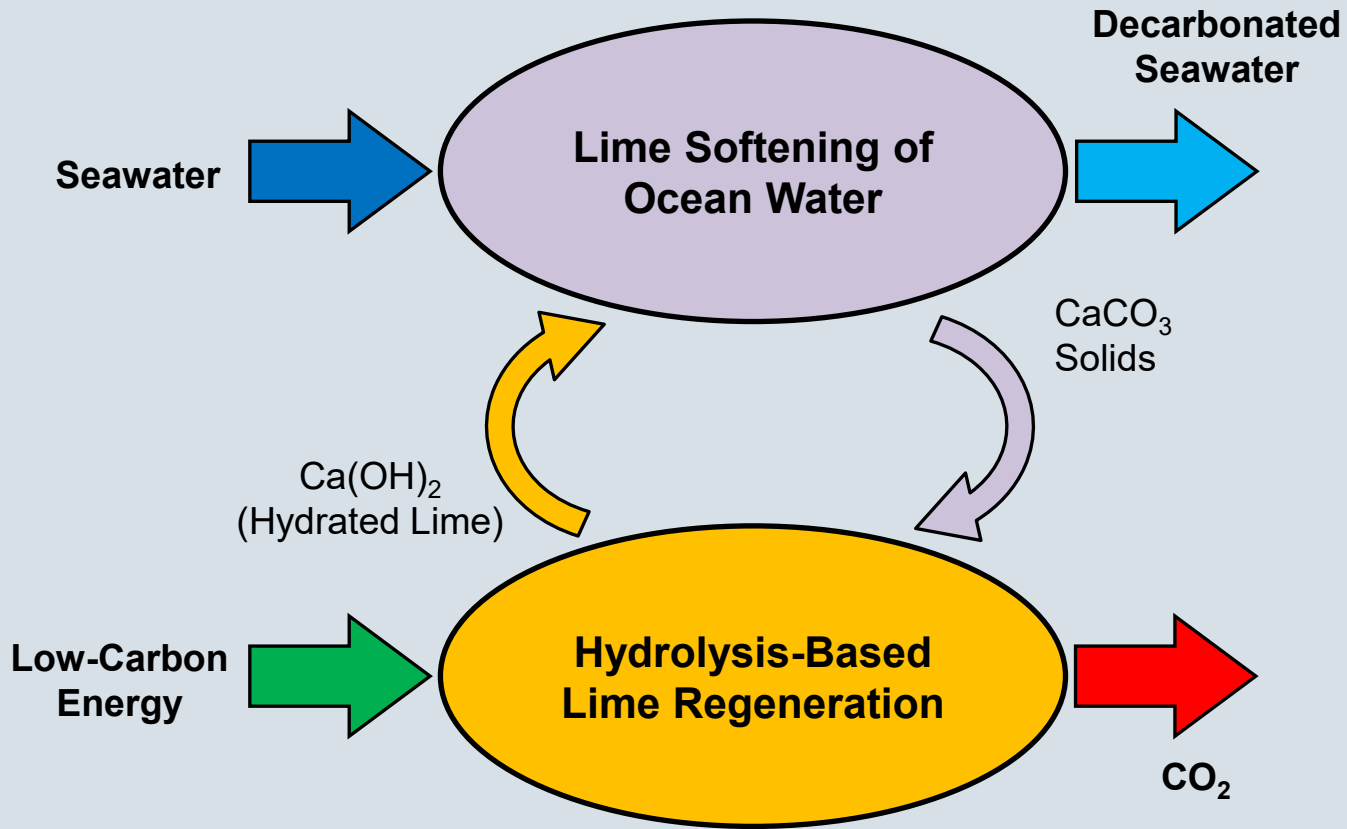 Decarbonated
Seawater
Seawater
Lime Softening of
Ocean Water
CaCO₃
Solids
Ca(OH)₂
(Hydrated Lime)
Low-Carbon
Energy
Hydrolysis-Based
Lime Regeneration
CO₂